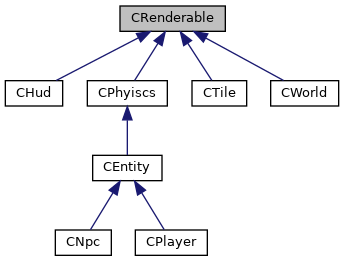 CRenderable
CHud
CPhyiscs
CTile
CWorld
CEntity
CNpc
CPlayer